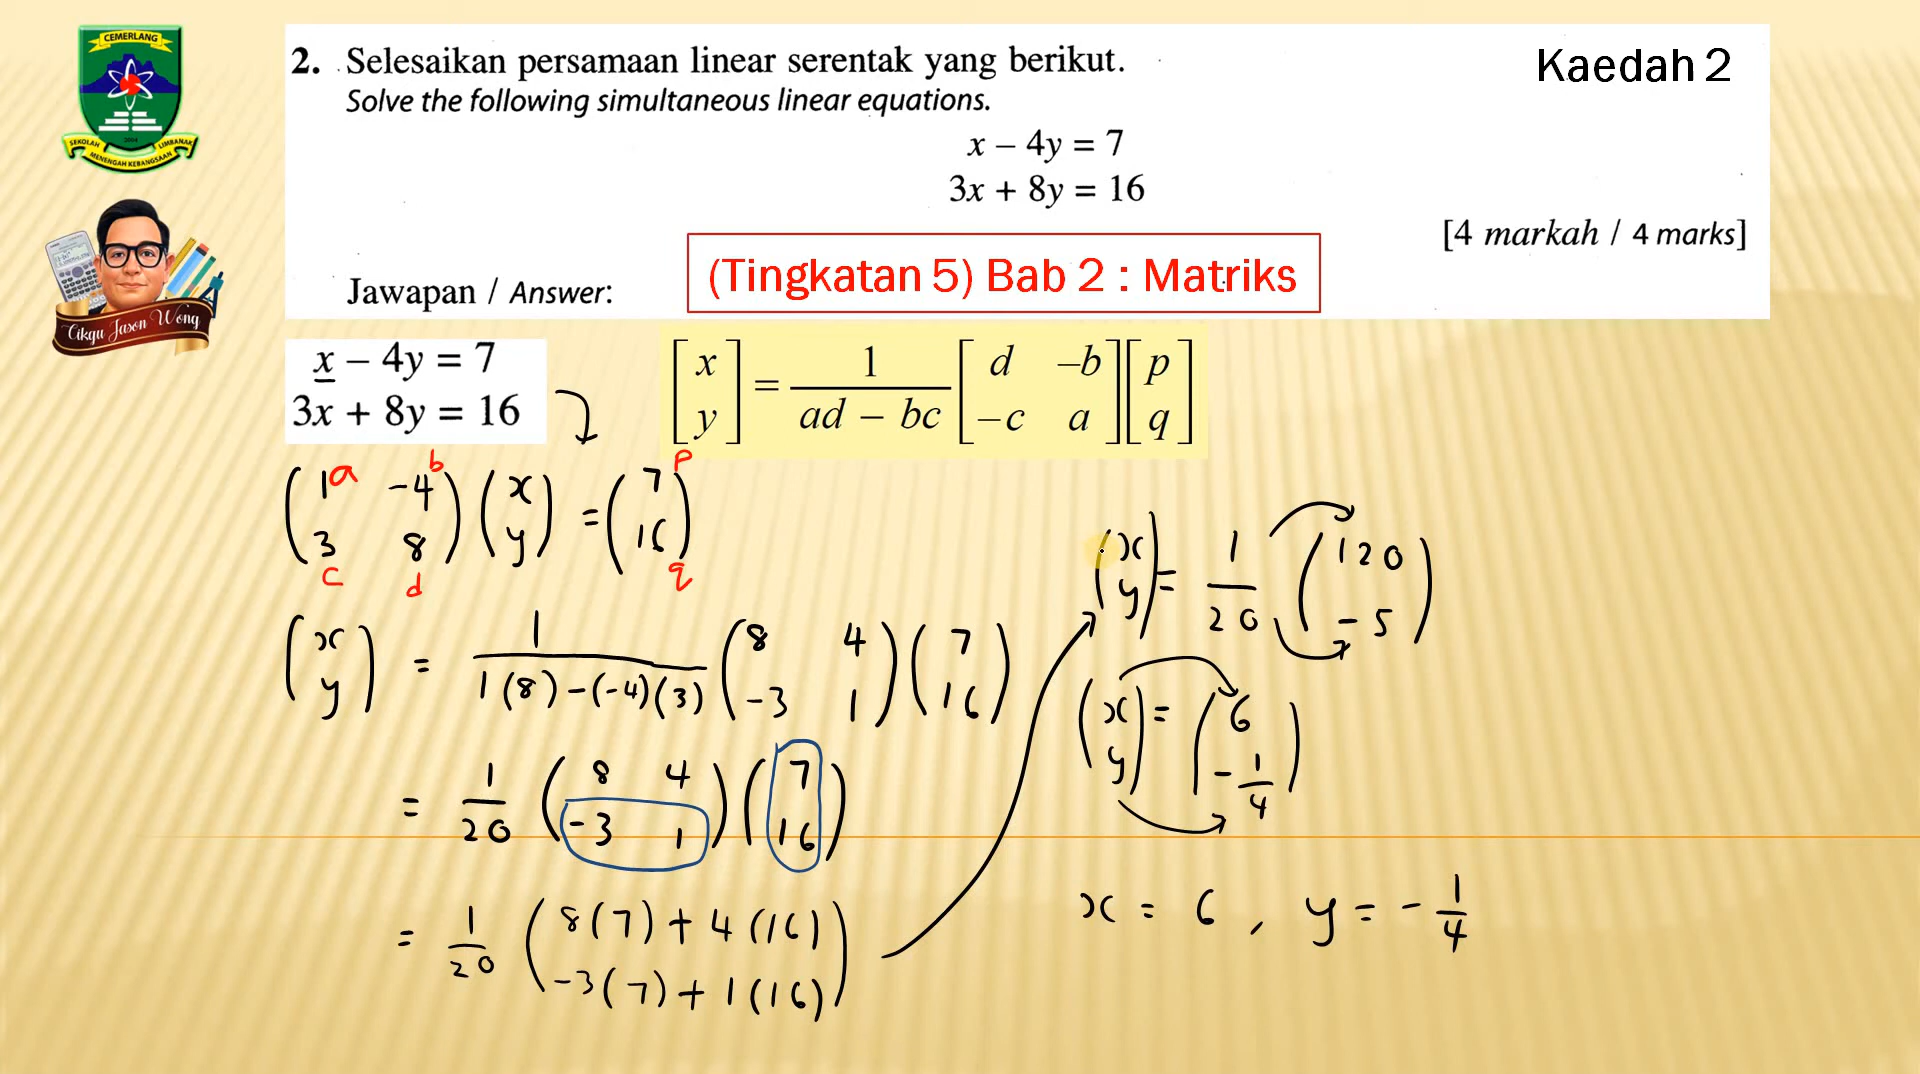 CEMERLANG
2004
SEKOLAH LIMBANAK
MENENGAH KEBANGSAAN
Cikgu Jason Wong
2. Selesaikan persamaan linear serentak yang berikut.
Kaedah 2
Solve the following simultaneous linear equations.
x – 4y = 7
3x + 8y = 16
[4 markah / 4 marks]
Jawapan / Answer:
(Tingkatan 5) Bab 2 : Matriks
x – 4y = 7
3x + 8y = 16
[x y] = 1/(ad – bc) [d –b –c a] [p q]
(1 -4 3 8) (x y) = (7 16)
a b c d p q
(x y) = 1/(1(8)-(-4)(3)) (8 4 -3 1) (7 16)
= 1/20 (8 4 -3 1) (7 16)
= 1/20 (8(7)+4(16) -3(7)+1(16))
(x y) = 1/20 (120 -5)
(x y) = (6 -1/4)
x = 6 , y = -1/4